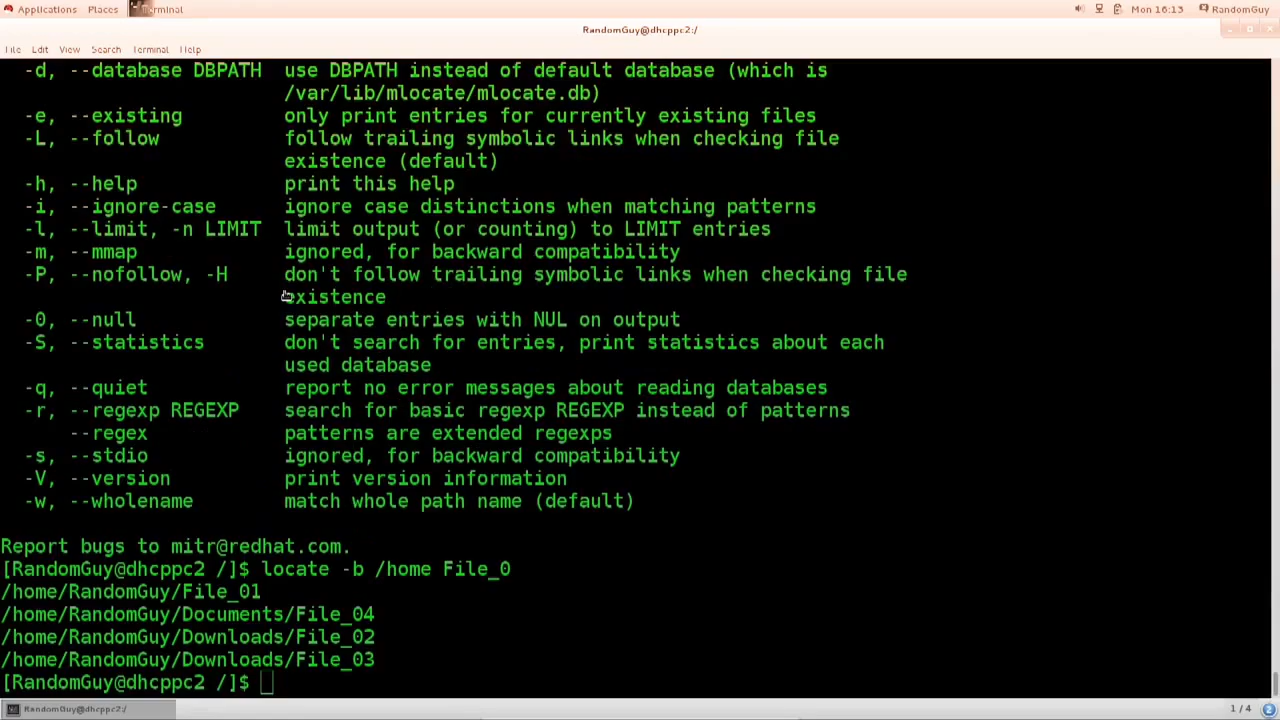 Applications Places Terminal Mon 16:13 RandomGuy
RandomGuy@dhcppc2:/
File Edit View Search Terminal Help
-d, --database DBPATH use DBPATH instead of default database (which is
/var/lib/mlocate/mlocate.db)
-e, --existing only print entries for currently existing files
-L, --follow follow trailing symbolic links when checking file
existence (default)
-h, --help print this help
-i, --ignore-case ignore case distinctions when matching patterns
-l, --limit, -n LIMIT limit output (or counting) to LIMIT entries
-m, --mmap ignored, for backward compatibility
-P, --nofollow, -H don't follow trailing symbolic links when checking file
existence
-0, --null separate entries with NUL on output
-S, --statistics don't search for entries, print statistics about each
used database
-q, --quiet report no error messages about reading databases
-r, --regexp REGEXP search for basic regexp REGEXP instead of patterns
--regex patterns are extended regexps
-s, --stdio ignored, for backward compatibility
-V, --version print version information
-w, --wholename match whole path name (default)
Report bugs to mitr@redhat.com.
[RandomGuy@dhcppc2 /]$ locate -b /home File_0
/home/RandomGuy/File_01
/home/RandomGuy/Documents/File_04
/home/RandomGuy/Downloads/File_02
/home/RandomGuy/Downloads/File_03
[RandomGuy@dhcppc2 /]$
RandomGuy@dhcppc2:/ 1 / 4 2